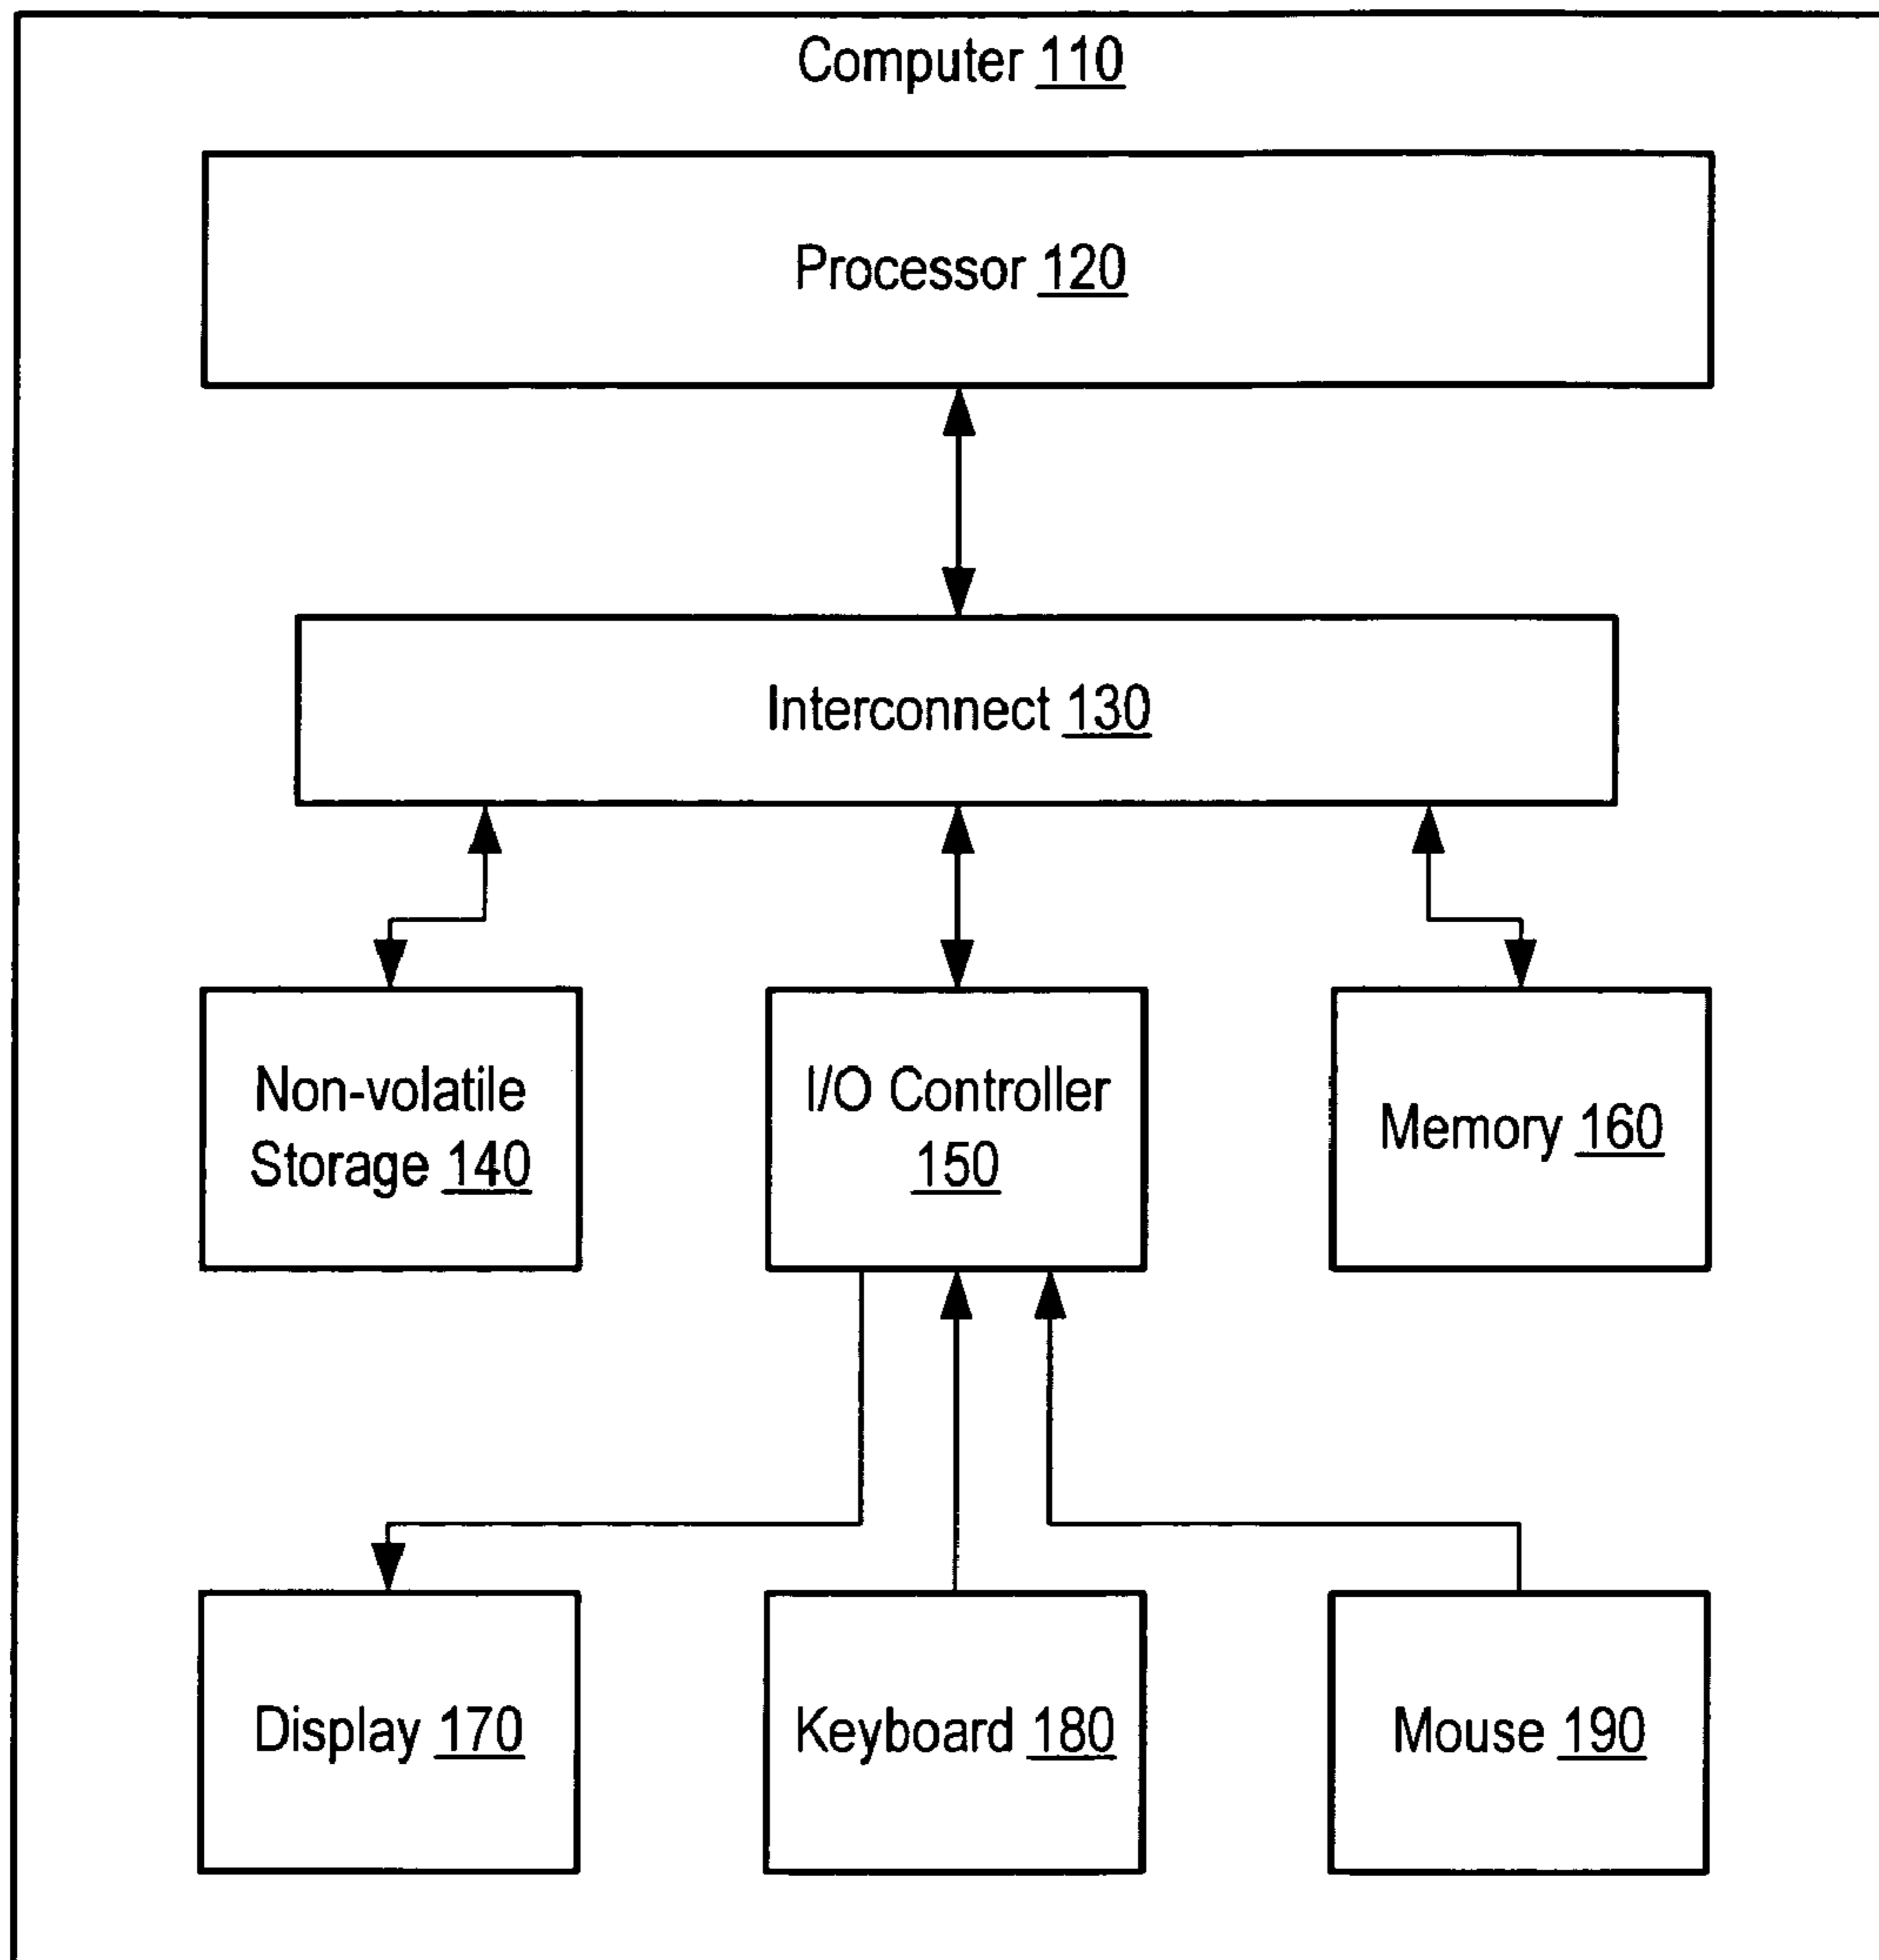 Computer 110
Processor 120
Interconnect 130
Non-volatile
Storage 140
I/O Controller
150
Memory 160
Display 170
Keyboard 180
Mouse 190